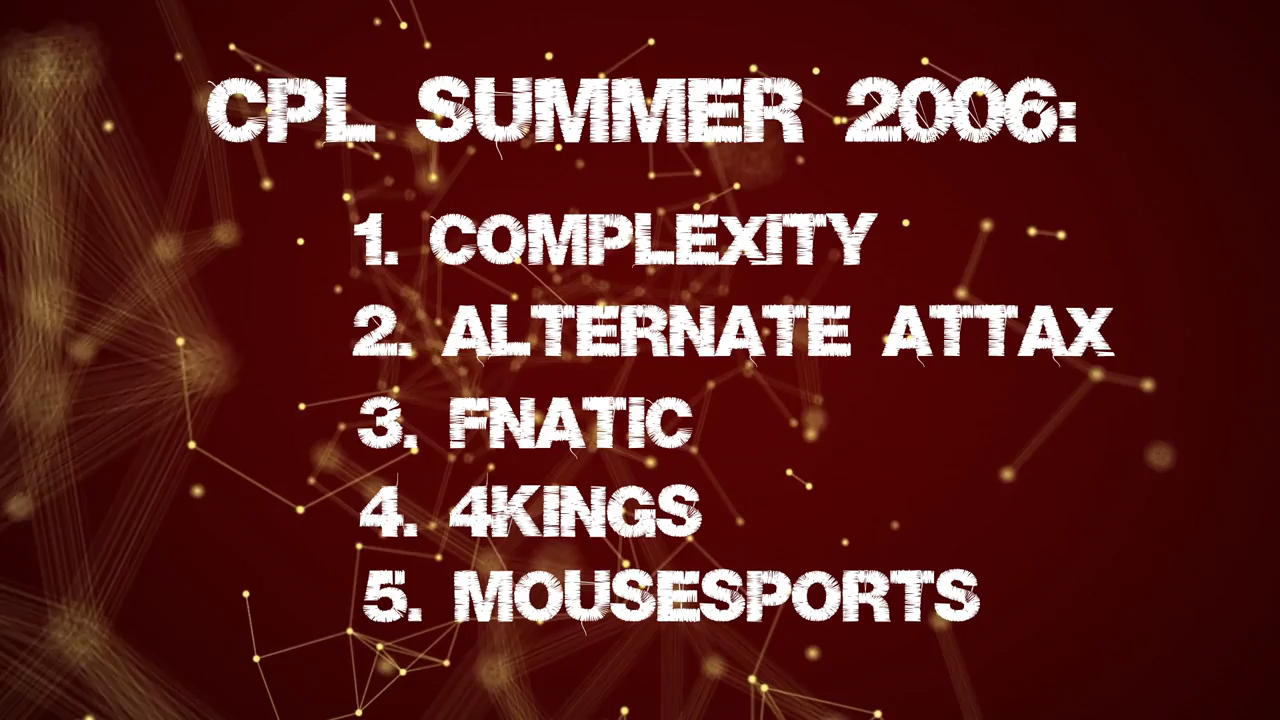 CPL SUMMER 2006:
1. COMPLEXITY
2. ALTERNATE ATTAX
3. FNATIC
4. 4KINGS
5. MOUSESPORTS